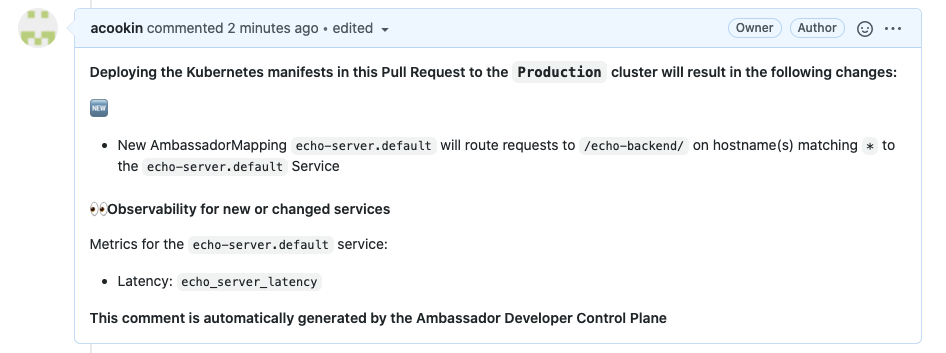 acookin commented 2 minutes ago • edited
Owner
Author
Deploying the Kubernetes manifests in this Pull Request to the Production cluster will result in the following changes:
NEW
• New AmbassadorMapping echo-server.default will route requests to /echo-backend/ on hostname(s) matching * to
the echo-server.default Service
👀Observability for new or changed services
Metrics for the echo-server.default service:
• Latency: echo_server_latency
This comment is automatically generated by the Ambassador Developer Control Plane